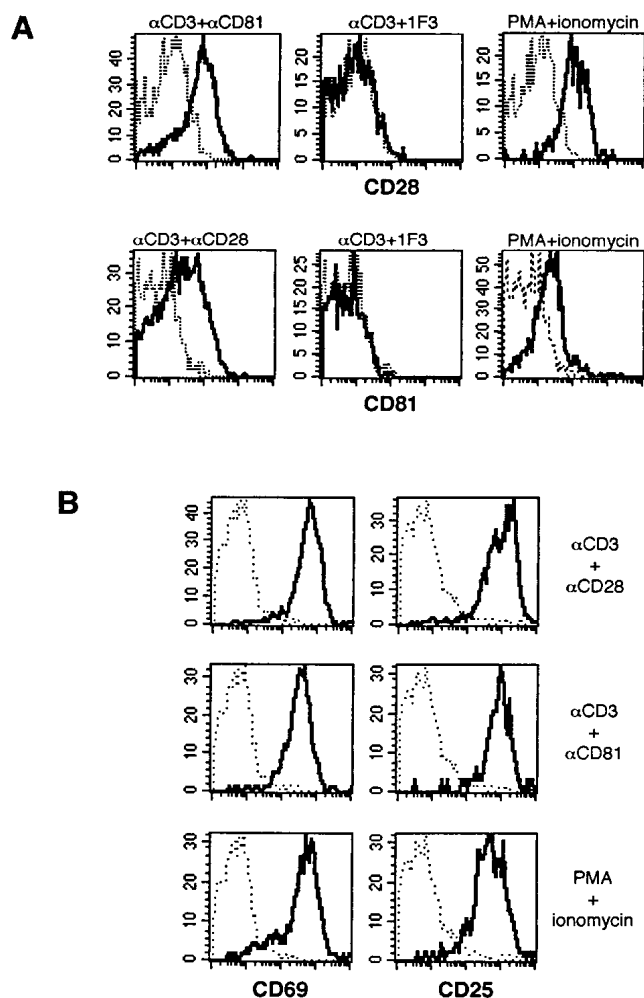 A
αCD3+αCD81 αCD3+1F3 PMA+ionomycin
0 10 20 30 40
0 5 10 15 20
0 5 10 15 20
CD28
αCD3+αCD28 αCD3+1F3 PMA+ionomycin
0 10 20 30
0 5 10 15 20 25
0 10 20 30 40 50
CD81
B
0 10 20 30 40
0 10 20 30
αCD3
+
αCD28
0 10 20 30
0 10 20 30
αCD3
+
αCD81
0 10 20 30
0 10 20 30
PMA
+
ionomycin
CD69 CD25